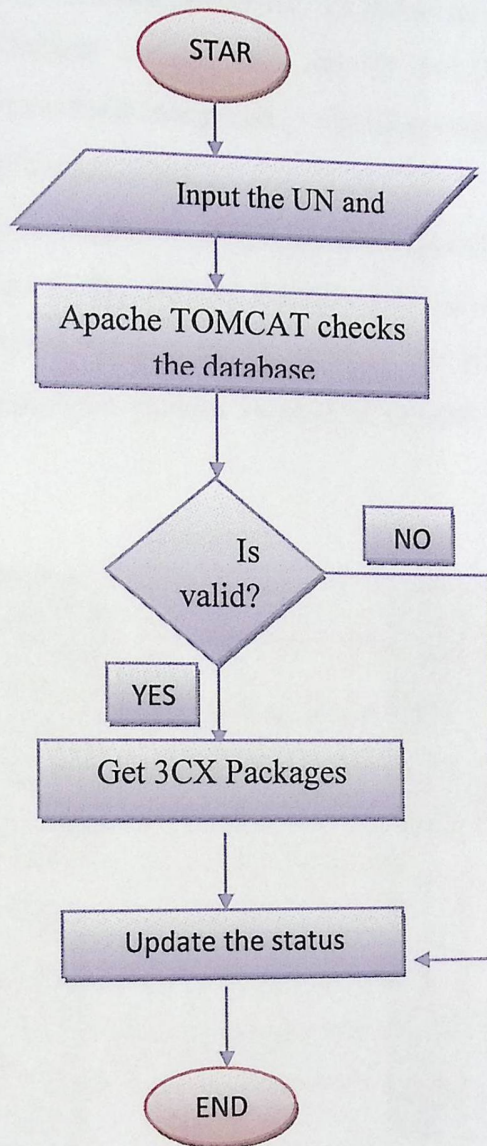 STAR
Input the UN and
Apache TOMCAT checks
the database
Is
valid?
NO
YES
Get 3CX Packages
Update the status
END